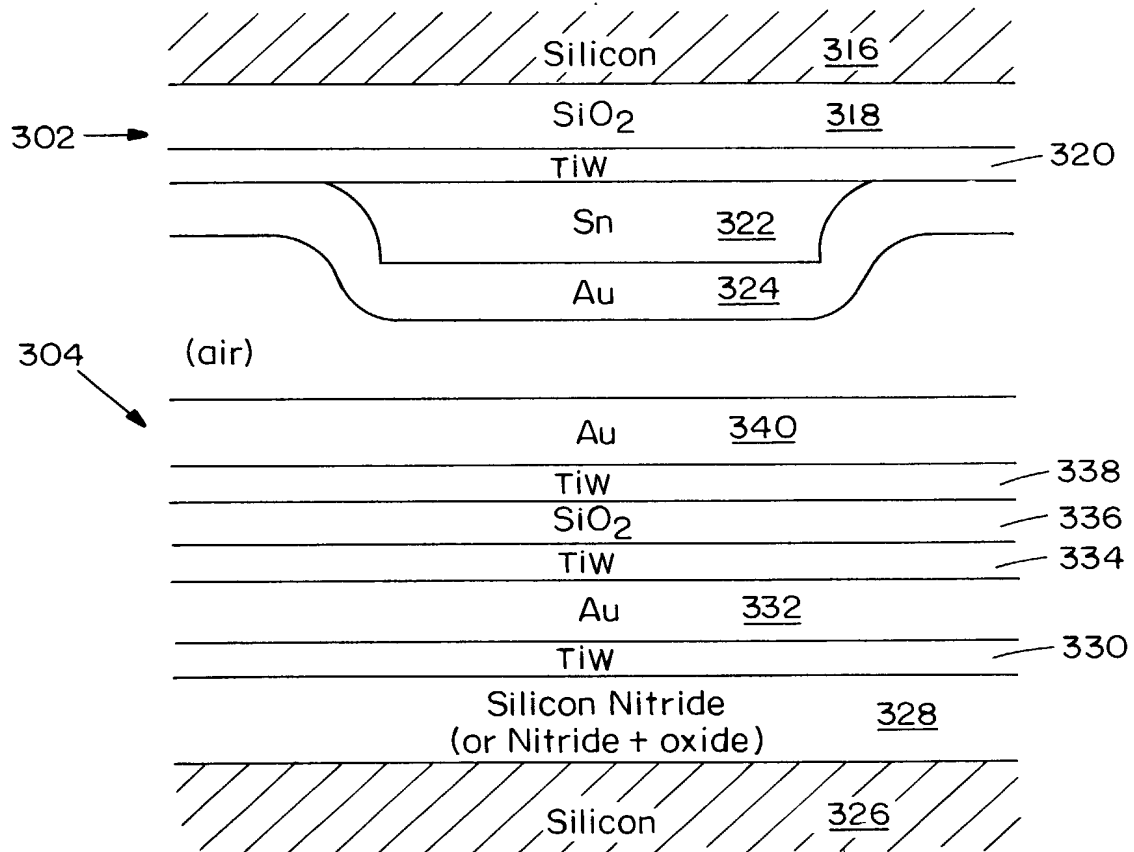 Silicon 316
SiO2 318
302
TiW 320
Sn 322
Au 324
304
(air)
Au 340
TiW 338
SiO2 336
TiW 334
Au 332
TiW 330
Silicon Nitride
(or Nitride + oxide) 328
Silicon 326